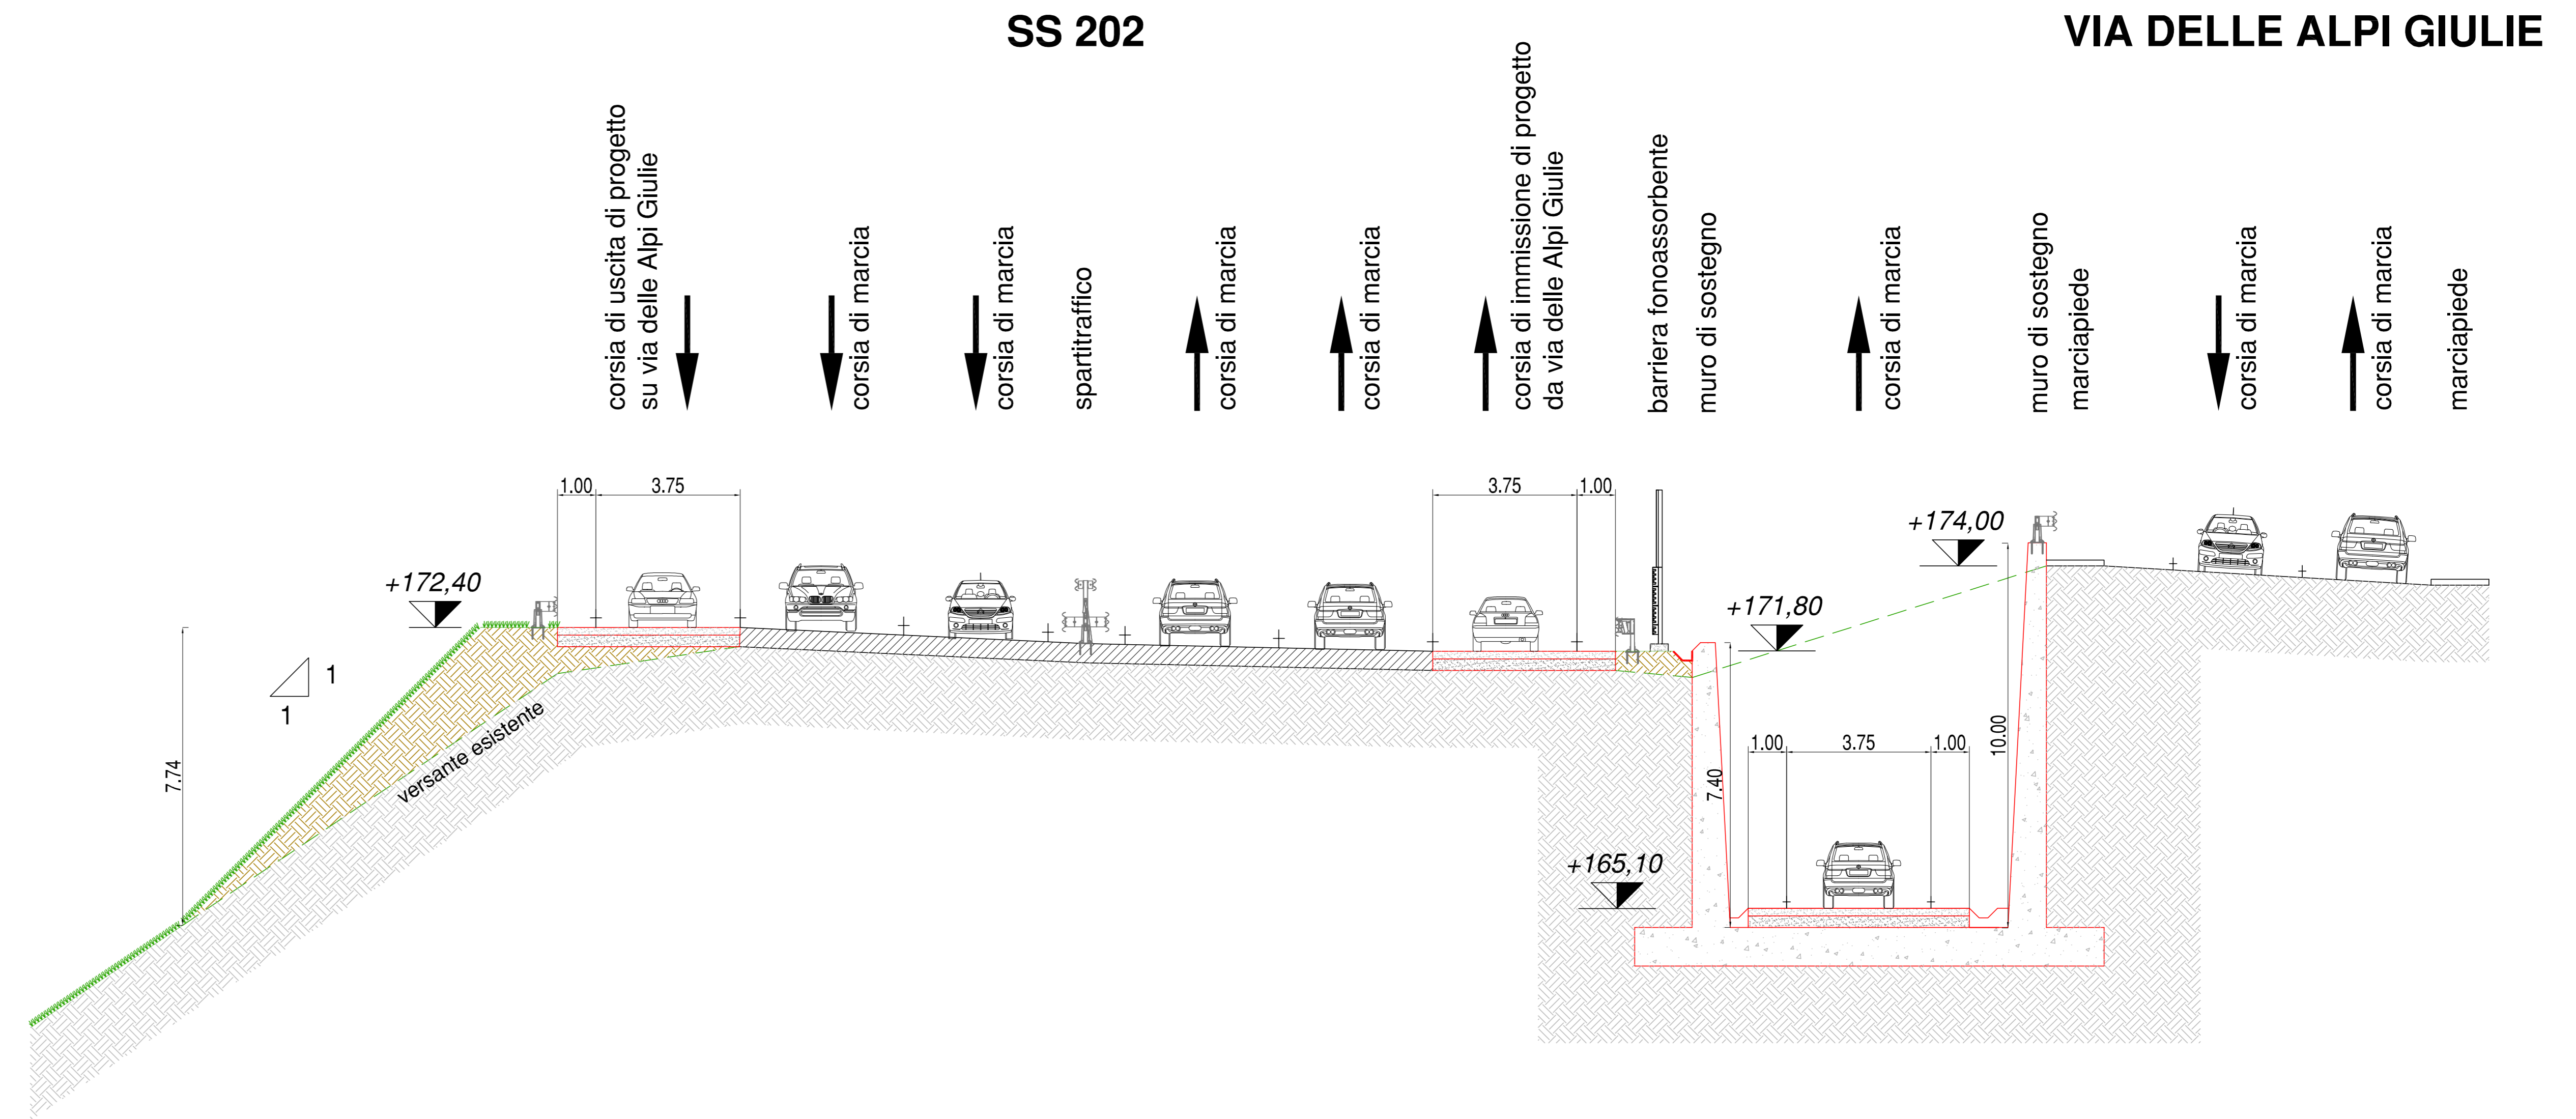 SS 202
VIA DELLE ALPI GIULIE
corsia di uscita di progetto
su via delle Alpi Giulie
corsia di marcia
corsia di marcia
spartitraffico
corsia di marcia
corsia di marcia
corsia di immissione di progetto
da via delle Alpi Giulie
barriera fonoassorbente
muro di sostegno
corsia di marcia
muro di sostegno
marciapiede
corsia di marcia
corsia di marcia
marciapiede
1.00
3.75
3.75
1.00
+174,00
+172,40
+171,80
1
1
versante esistente
7.74
1.00
3.75
1.00
10.00
7.40
+165,10